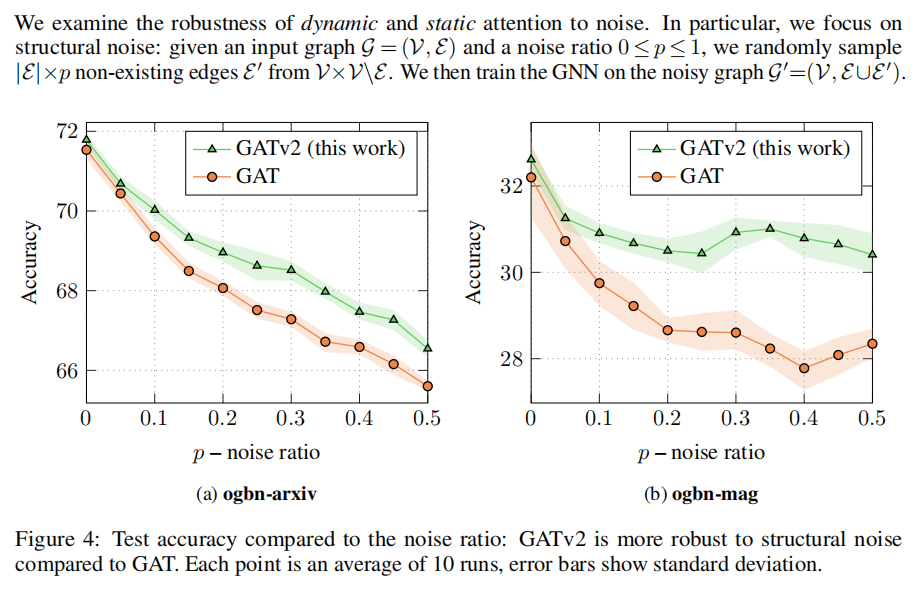 We examine the robustness of dynamic and static attention to noise. In particular, we focus on
structural noise: given an input graph 𝒢 = (𝒱, ℰ) and a noise ratio 0 ≤ p ≤ 1, we randomly sample
|ℰ|×p non-existing edges ℰ′ from 𝒱×𝒱\ℰ. We then train the GNN on the noisy graph 𝒢′=(𝒱, ℰ∪ℰ′).
72
70
68
66
Accuracy
GATv2 (this work)
GAT
0 0.1 0.2 0.3 0.4 0.5
p – noise ratio
(a) ogbn-arxiv
32
30
28
Accuracy
GATv2 (this work)
GAT
0 0.1 0.2 0.3 0.4 0.5
p – noise ratio
(b) ogbn-mag
Figure 4: Test accuracy compared to the noise ratio: GATv2 is more robust to structural noise
compared to GAT. Each point is an average of 10 runs, error bars show standard deviation.